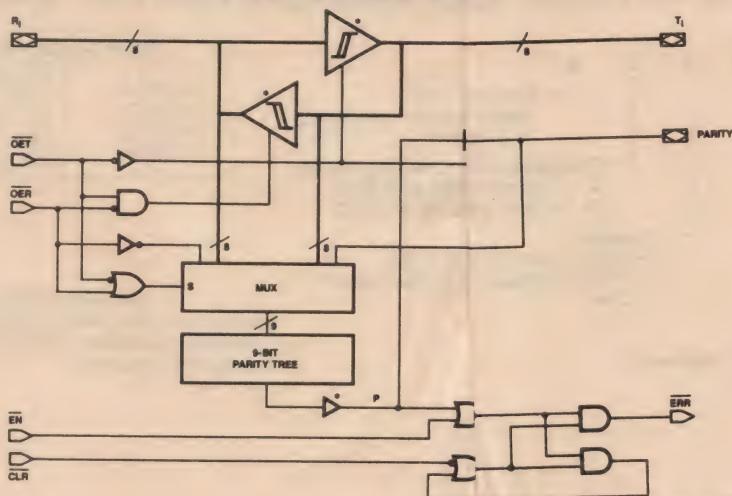 Rᵢ
Tᵢ
8
*
8
*
PARITY
OET
OER
8
8
S
MUX
9
9-BIT
PARITY TREE
*
P
ERR
EN
CLR